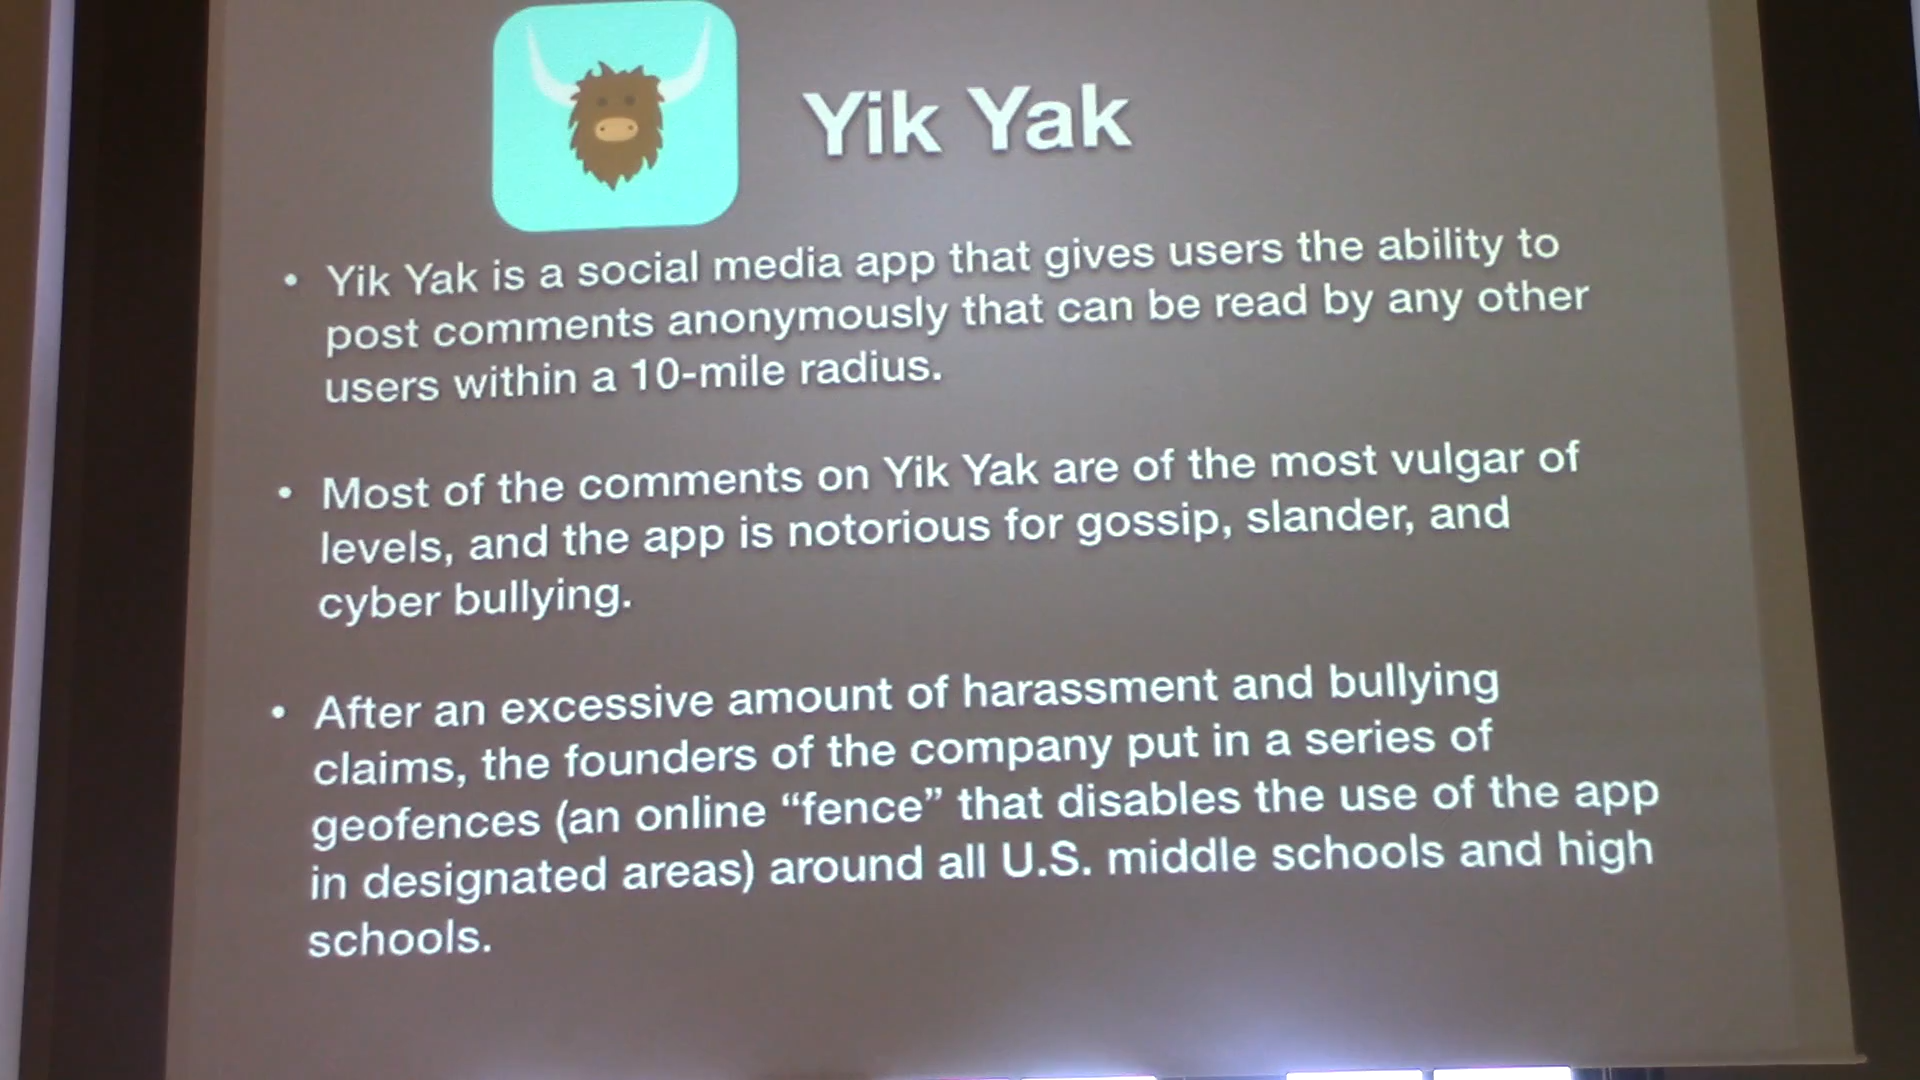 Yik Yak
• Yik Yak is a social media app that gives users the ability to
post comments anonymously that can be read by any other
users within a 10-mile radius.
• Most of the comments on Yik Yak are of the most vulgar of
levels, and the app is notorious for gossip, slander, and
cyber bullying.
• After an excessive amount of harassment and bullying
claims, the founders of the company put in a series of
geofences (an online “fence” that disables the use of the app
in designated areas) around all U.S. middle schools and high
schools.